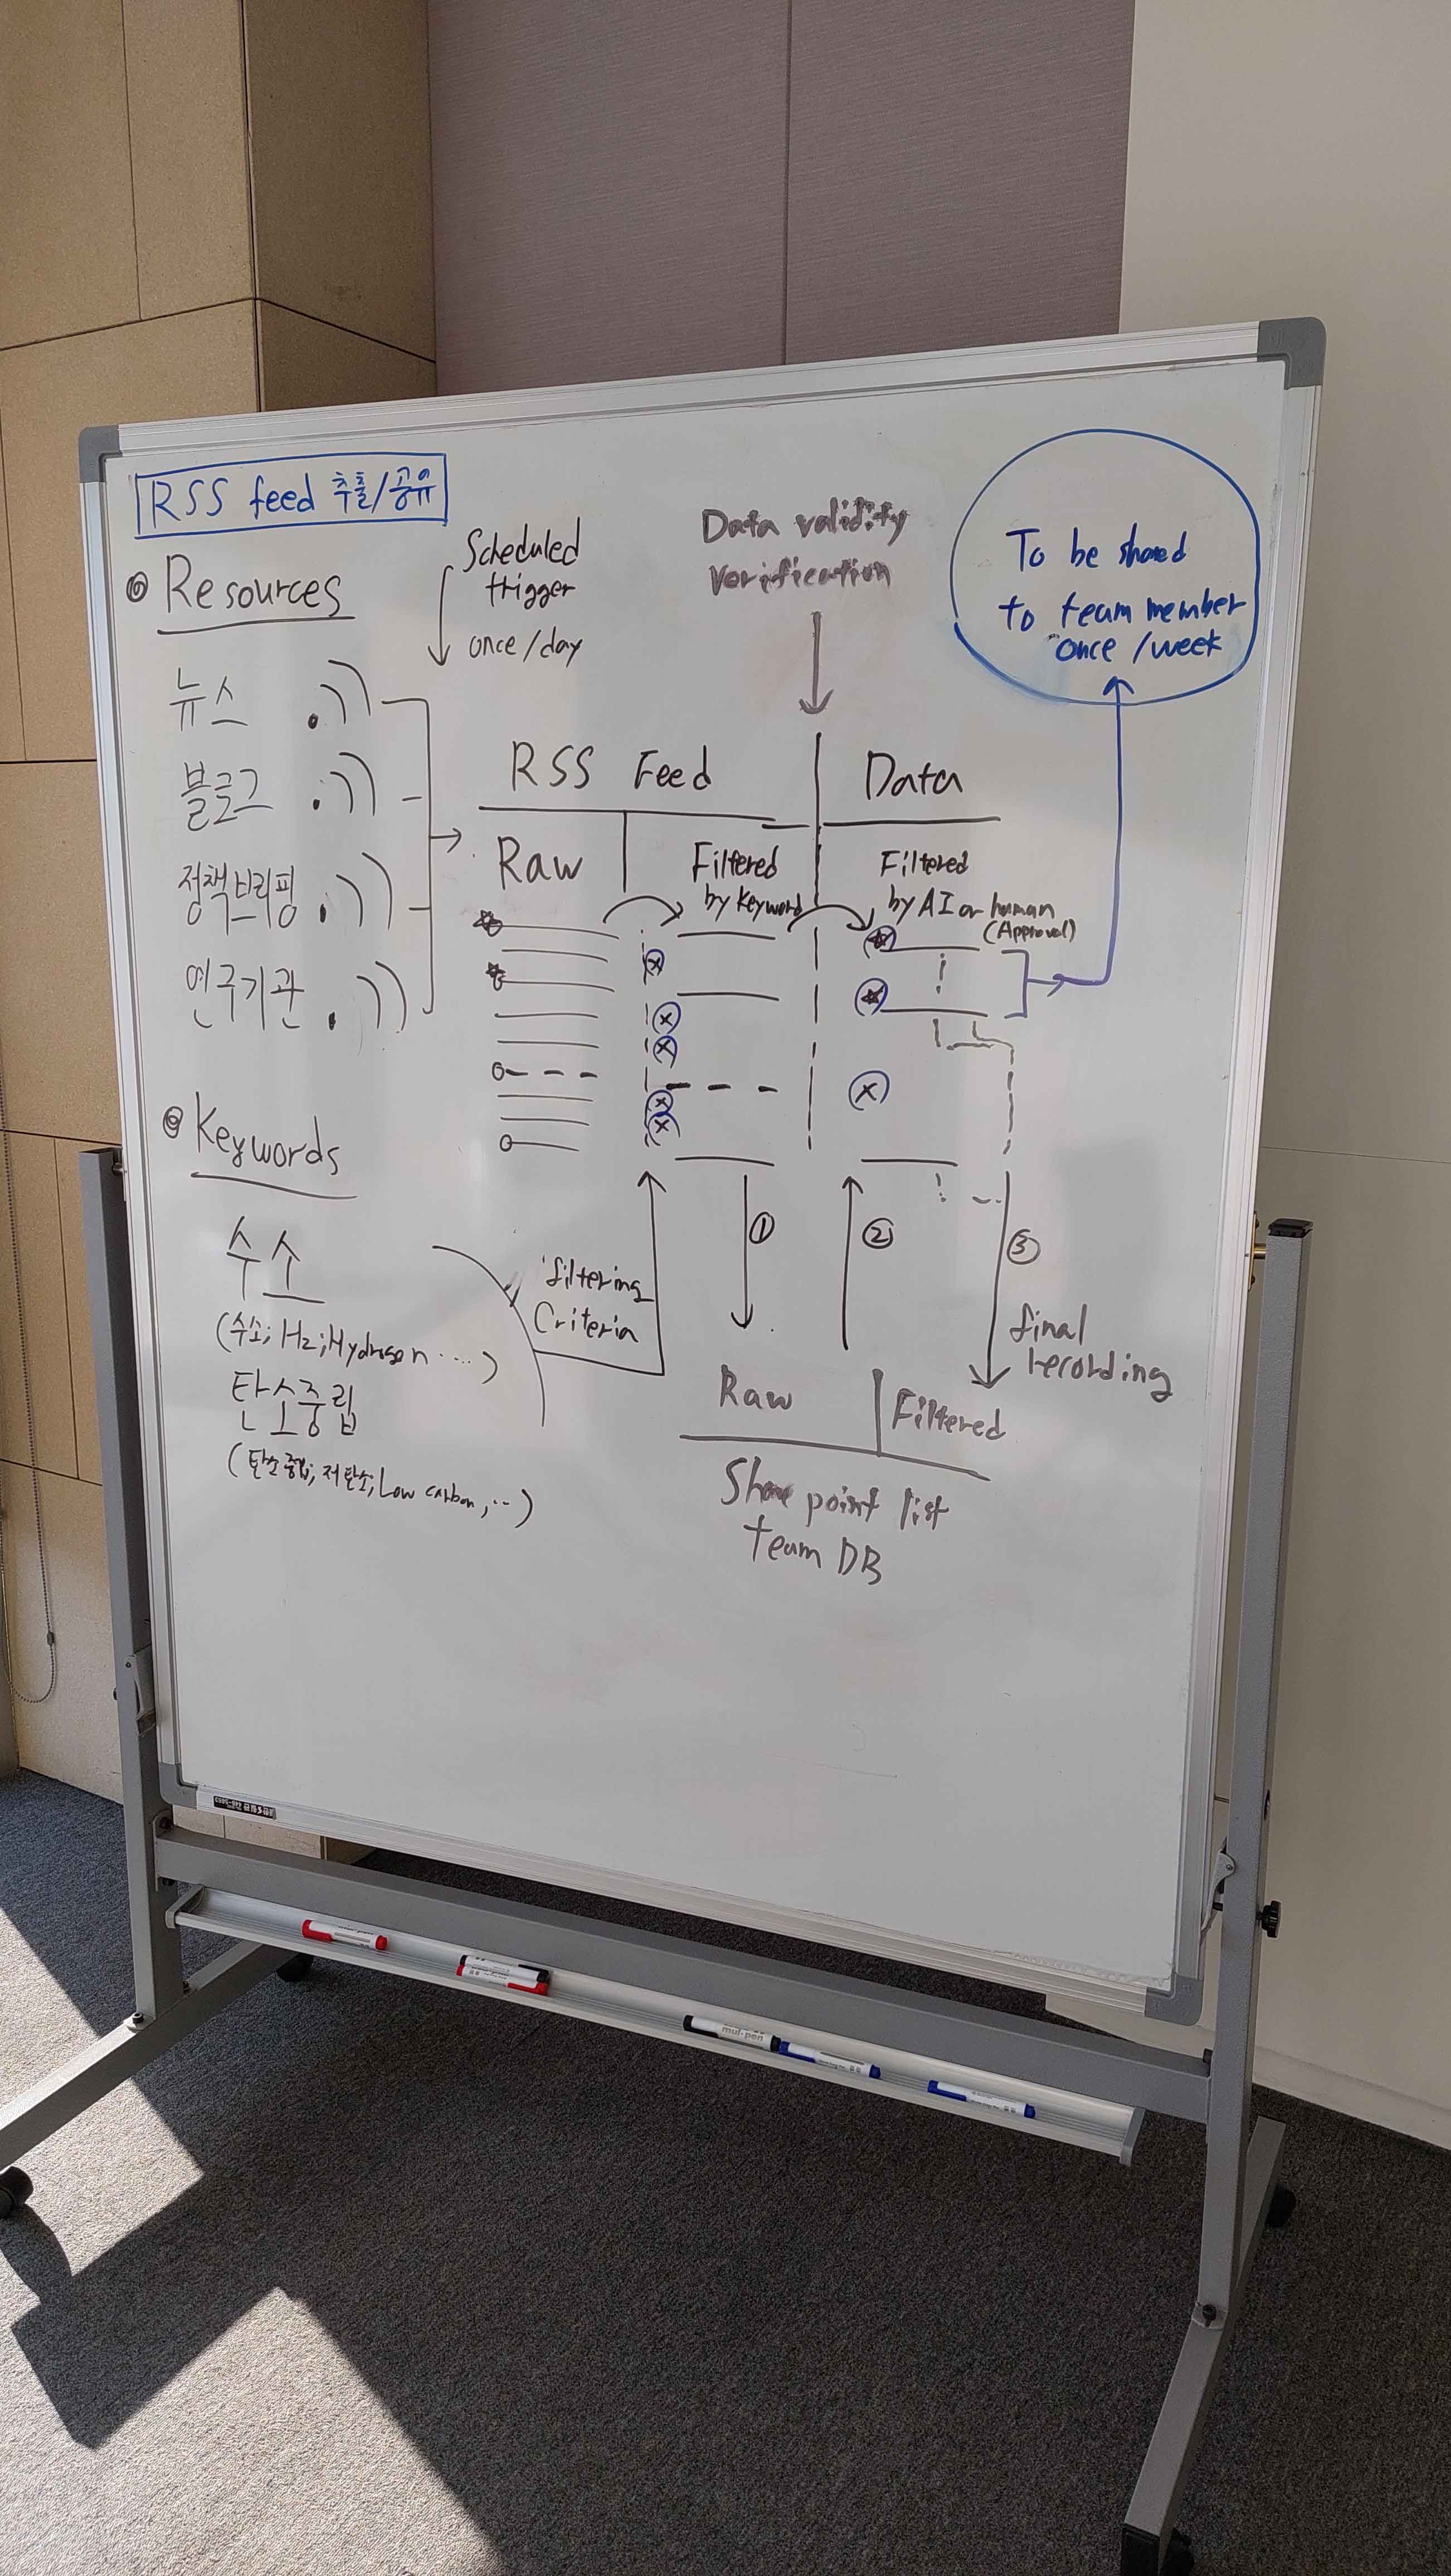 RSS feed 추출/공유
◎ Resources
뉴스
블로그
정책브리핑
연구기관
Scheduled
trigger
once/day
Data validity
verification
To be shared
to team member
once/week
RSS Feed
Data
Raw
Filtered
by keyword
Filtered
by AI or human
(Approval)
◎ Keywords
수소
(수소; H2; Hydrogen ....)
탄소중립
(탄소중립; 저탄소; Low carbon, ..)
filtering
Criteria
①
②
③
final
recording
Raw
Filtered
Share point list
team DB
mul-pen